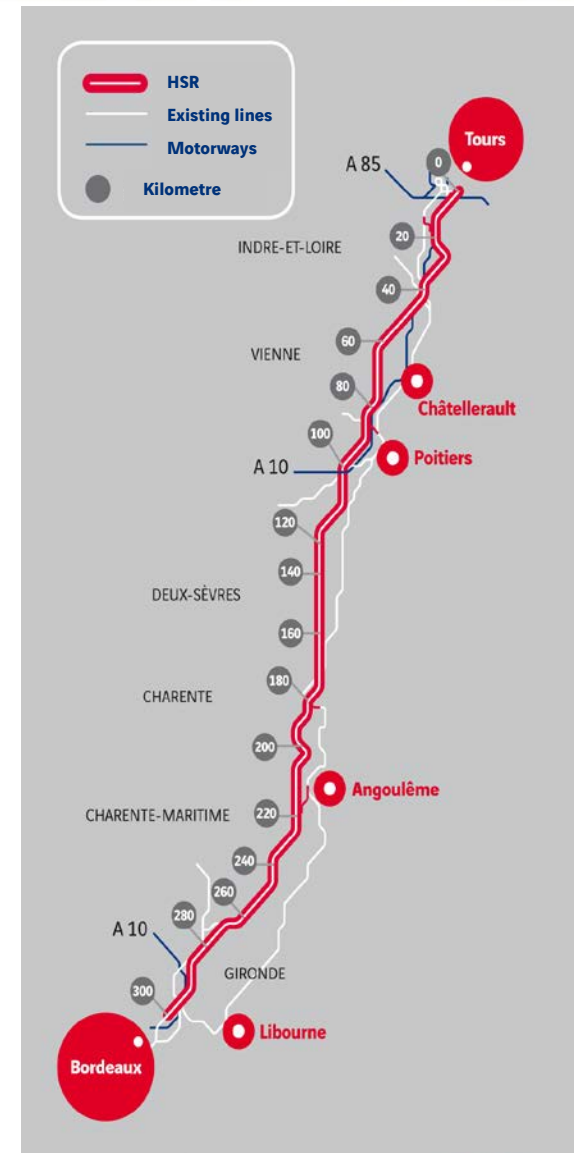 HSR
Existing lines
Motorways
Kilometre
Tours
0
A 85
20
INDRE-ET-LOIRE
40
60
VIENNE
80
Châtellerault
100
Poitiers
A 10
120
140
DEUX-SÈVRES
160
180
CHARENTE
200
Angoulême
220
CHARENTE-MARITIME
240
260
280
A 10
GIRONDE
300
Libourne
Bordeaux